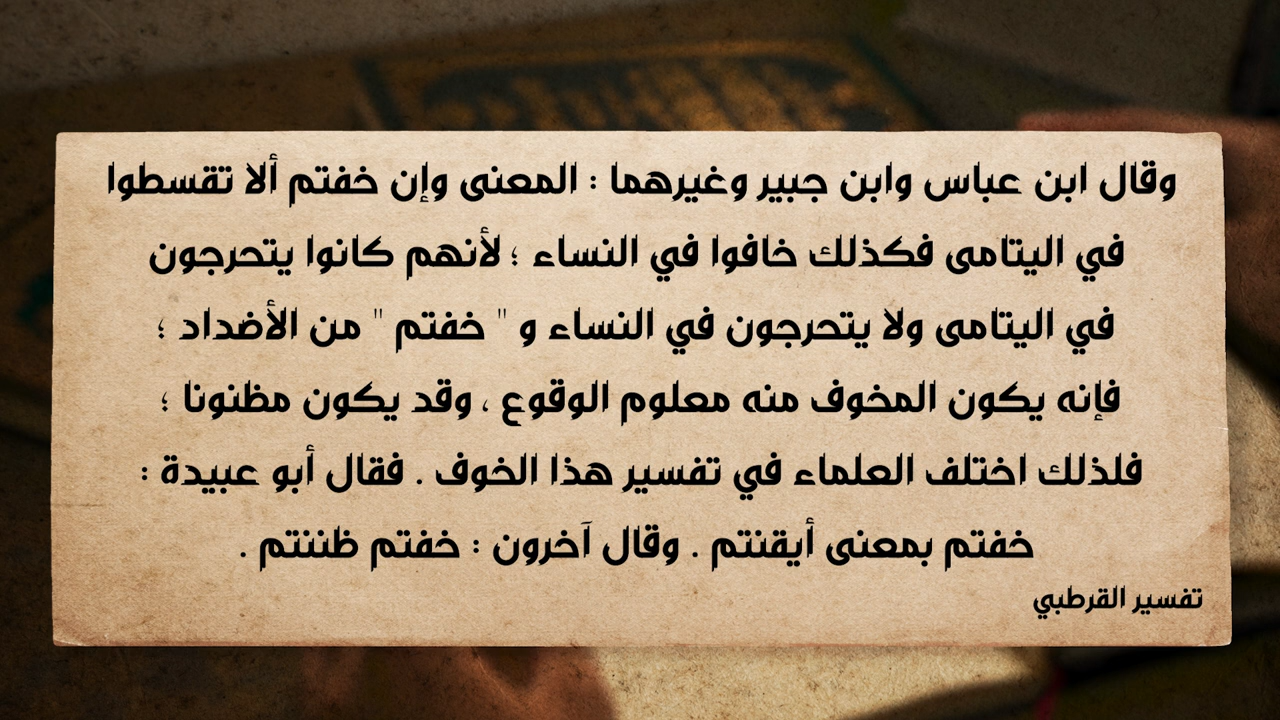 وقال ابن عباس وابن جبير وغيرهما : المعنى وإن خفتم ألا تقسطوا
في اليتامى فكذلك خافوا في النساء ؛ لأنهم كانوا يتحرجون
في اليتامى ولا يتحرجون في النساء و " خفتم " من الأضداد ؛
فإنه يكون المخوف منه معلوم الوقوع ، وقد يكون مظنونا ؛
فلذلك اختلف العلماء في تفسير هذا الخوف . فقال أبو عبيدة :
خفتم بمعنى أيقنتم . وقال آخرون : خفتم ظننتم .
تفسير القرطبي